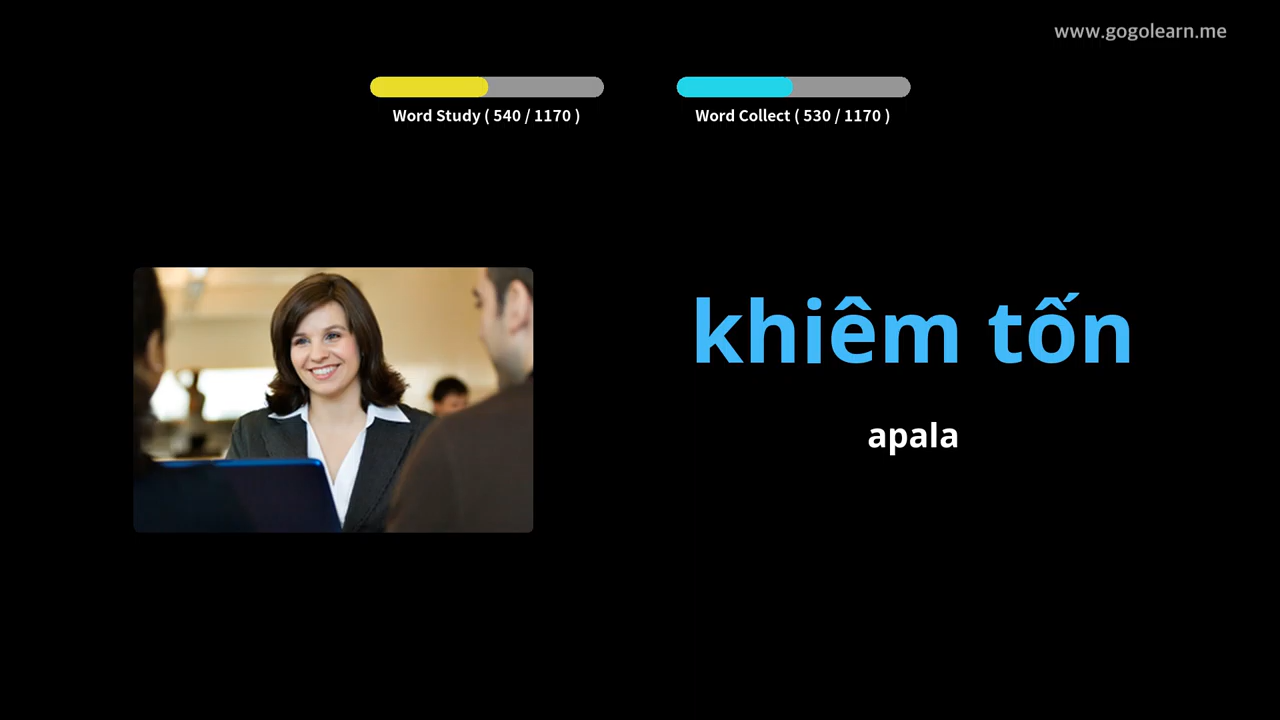 www.gogolearn.me
Word Study ( 540 / 1170 )
Word Collect ( 530 / 1170 )
khiêm tốn
apala